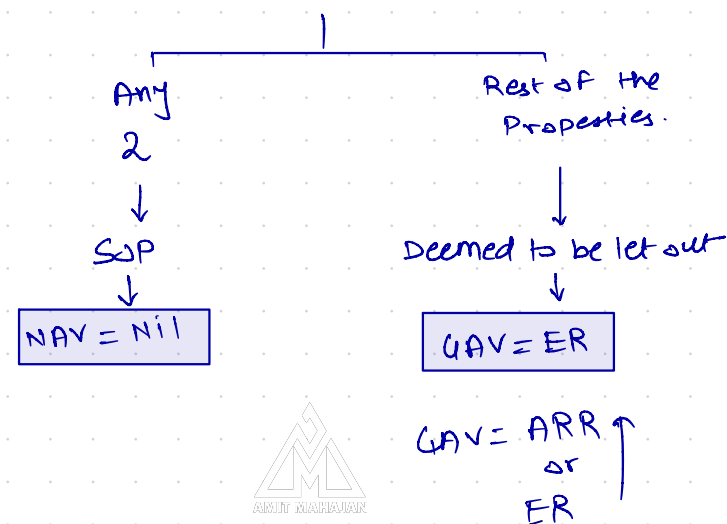 Any
2
SOP
NAV = Nil
Rest of the
Properties.
Deemed to be let out
GAV = ER
GAV = ARR
or
ER
AMIT MAHAJAN